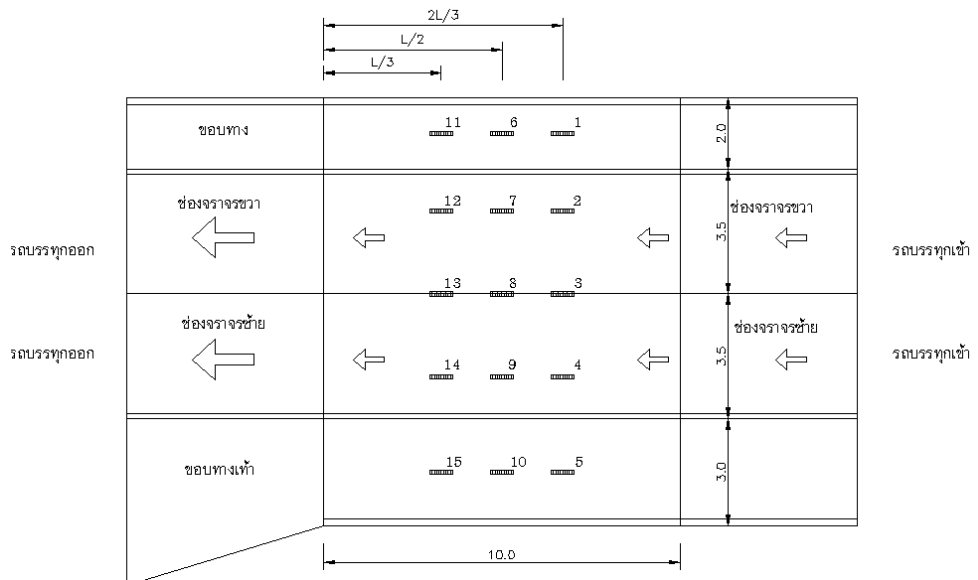 2L/3
L/2
L/3
ขอบทาง
11
6
1
2.0
ช่องจราจรขวา
12
7
2
ช่องจราจรขวา
3.5
รถบรรทุกออก
รถบรรทุกเข้า
13
8
3
ช่องจราจรซ้าย
ช่องจราจรซ้าย
รถบรรทุกออก
รถบรรทุกเข้า
14
9
4
3.5
ขอบทางเท้า
15
10
5
3.0
10.0